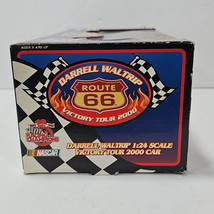 AGES 8 AND UP
DARRELL WALTRIP
ROUTE
66
VICTORY TOUR 2000
NASCAR
DARRELL WALTRIP 1:24 SCALE
VICTORY TOUR 2000 CAR